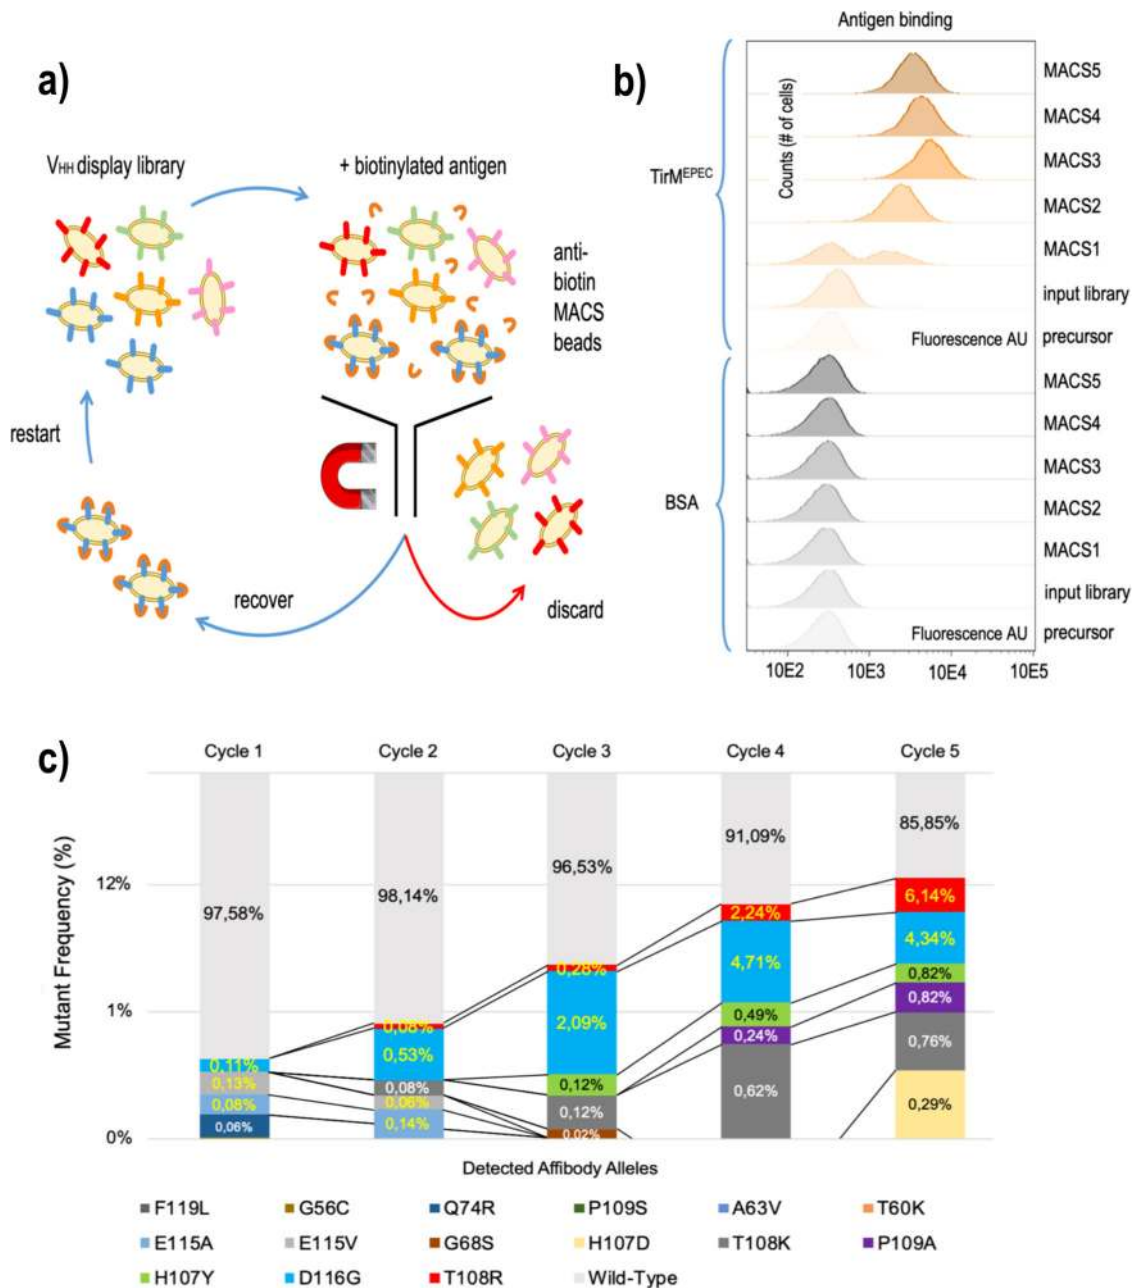 a)
VHH display library
+ biotinylated antigen
anti-
biotin
MACS
beads
restart
recover
discard
b)
Antigen binding
Counts (# of cells)
TirMEPEC
MACS5
MACS4
MACS3
MACS2
MACS1
input library
Fluorescence AU
precursor
BSA
MACS5
MACS4
MACS3
MACS2
MACS1
input library
Fluorescence AU
precursor
10E2 10E3 10E4 10E5
c)
Cycle 1 Cycle 2 Cycle 3 Cycle 4 Cycle 5
Mutant Frequency (%)
12%
1%
0%
97,58%
0,11%
0,13%
0,08%
0,06%
98,14%
0,08%
0,53%
0,08%
0,06%
0,14%
96,53%
0,28%
2,09%
0,12%
0,12%
0,02%
91,09%
2,24%
4,71%
0,49%
0,24%
0,62%
85,85%
6,14%
4,34%
0,82%
0,82%
0,76%
0,29%
Detected Affibody Alleles
F119L G56C Q74R P109S A63V T60K
E115A E115V G68S H107D T108K P109A
H107Y D116G T108R Wild-Type